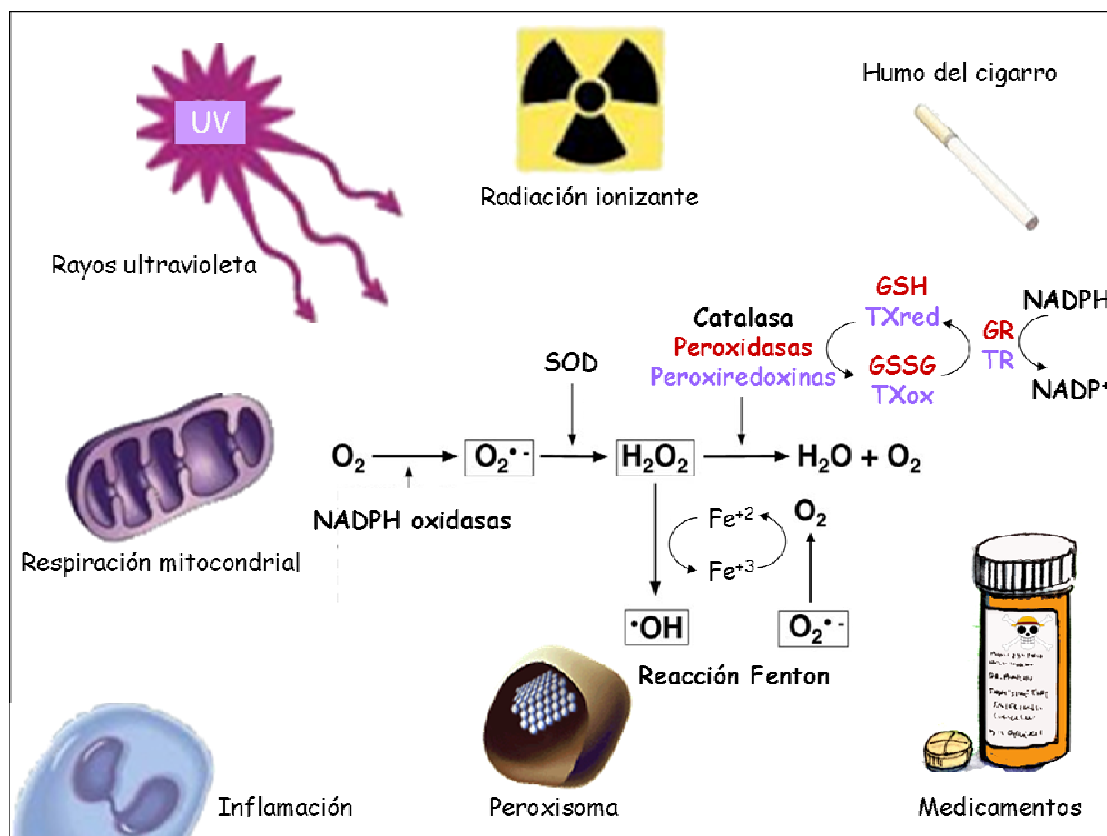 UV
Rayos ultravioleta
Radiación ionizante
Humo del cigarro
SOD
Catalasa
Peroxidasas
Peroxiredoxinas
GSH
TXred
GSSG
TXox
GR
TR
NADPH
NADP+
O₂
O₂•-
H₂O₂
H₂O + O₂
NADPH oxidasas
Respiración mitocondrial
Fe+2
Fe+3
O₂
•OH
O₂•-
Reacción Fenton
Inflamación
Peroxisoma
Medicamentos